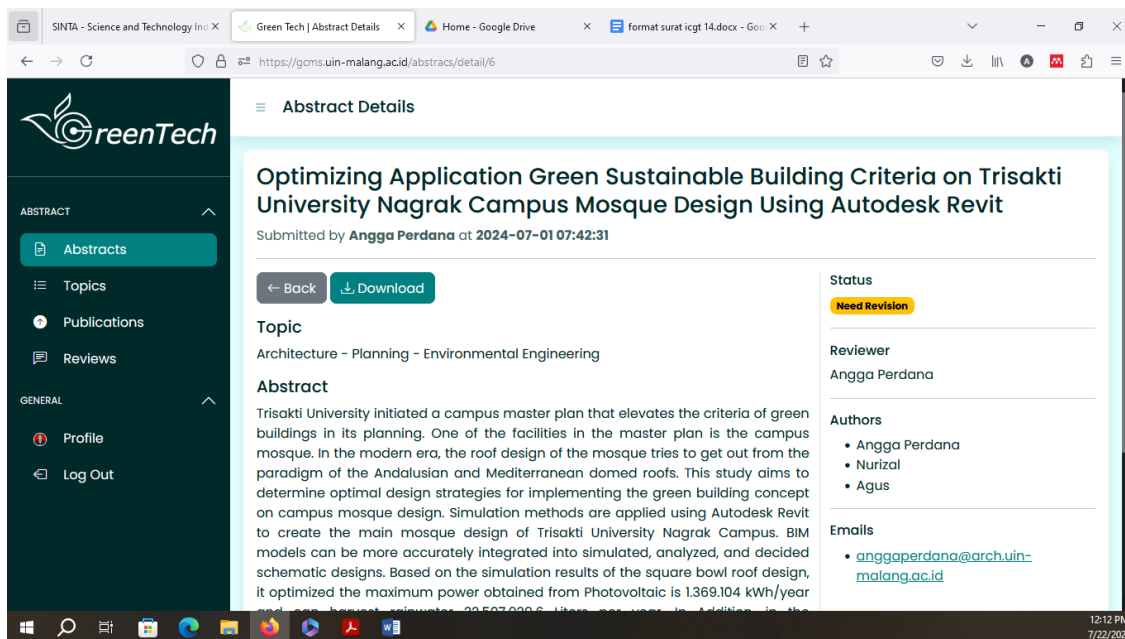 SINTA - Science and Technology Ind
Green Tech | Abstract Details
Home - Google Drive
format surat icgt 14.docx - Goo
https://gcms.uin-malang.ac.id/abstracs/detail/6
GreenTech
Abstract Details
ABSTRACT
Abstracts
Topics
Publications
Reviews
GENERAL
Profile
Log Out
Optimizing Application Green Sustainable Building Criteria on Trisakti
University Nagrak Campus Mosque Design Using Autodesk Revit
Submitted by Angga Perdana at 2024-07-01 07:42:31
Back
Download
Topic
Architecture - Planning - Environmental Engineering
Abstract
Trisakti University initiated a campus master plan that elevates the criteria of green
buildings in its planning. One of the facilities in the master plan is the campus
mosque. In the modern era, the roof design of the mosque tries to get out from the
paradigm of the Andalusian and Mediterranean domed roofs. This study aims to
determine optimal design strategies for implementing the green building concept
on campus mosque design. Simulation methods are applied using Autodesk Revit
to create the main mosque design of Trisakti University Nagrak Campus. BIM
models can be more accurately integrated into simulated, analyzed, and decided
schematic designs. Based on the simulation results of the square bowl roof design,
it optimized the maximum power obtained from Photovoltaic is 1.369.104 kWh/year
and can harvest rainwater liters per year. In Addition, in the
Status
Need Revision
Reviewer
Angga Perdana
Authors
Angga Perdana
Nurizal
Agus
Emails
anggaperdana@arch.uin-
malang.ac.id
12:12 PM
7/22/202